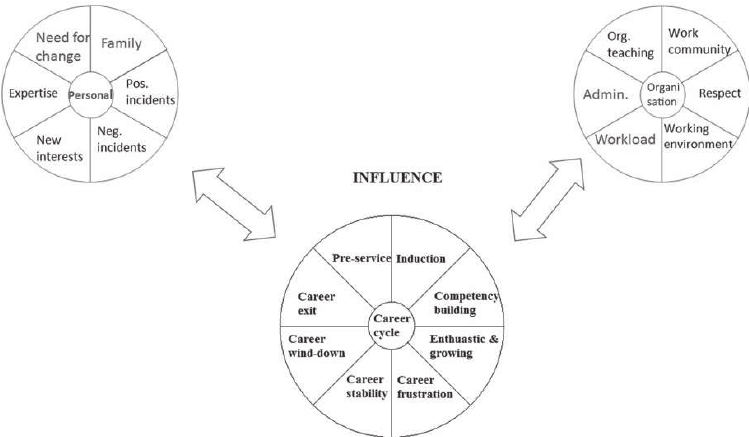 Need for
change
Family
Expertise
Personal
Pos.
incidents
New
interests
Neg.
incidents
Org.
teaching
Work
community
Admin.
Organi
sation
Respect
Workload
Working
environment
INFLUENCE
Pre-service
Induction
Career
exit
Competency
building
Career
cycle
Career
wind-down
Enthuastic &
growing
Career
stability
Career
frustration